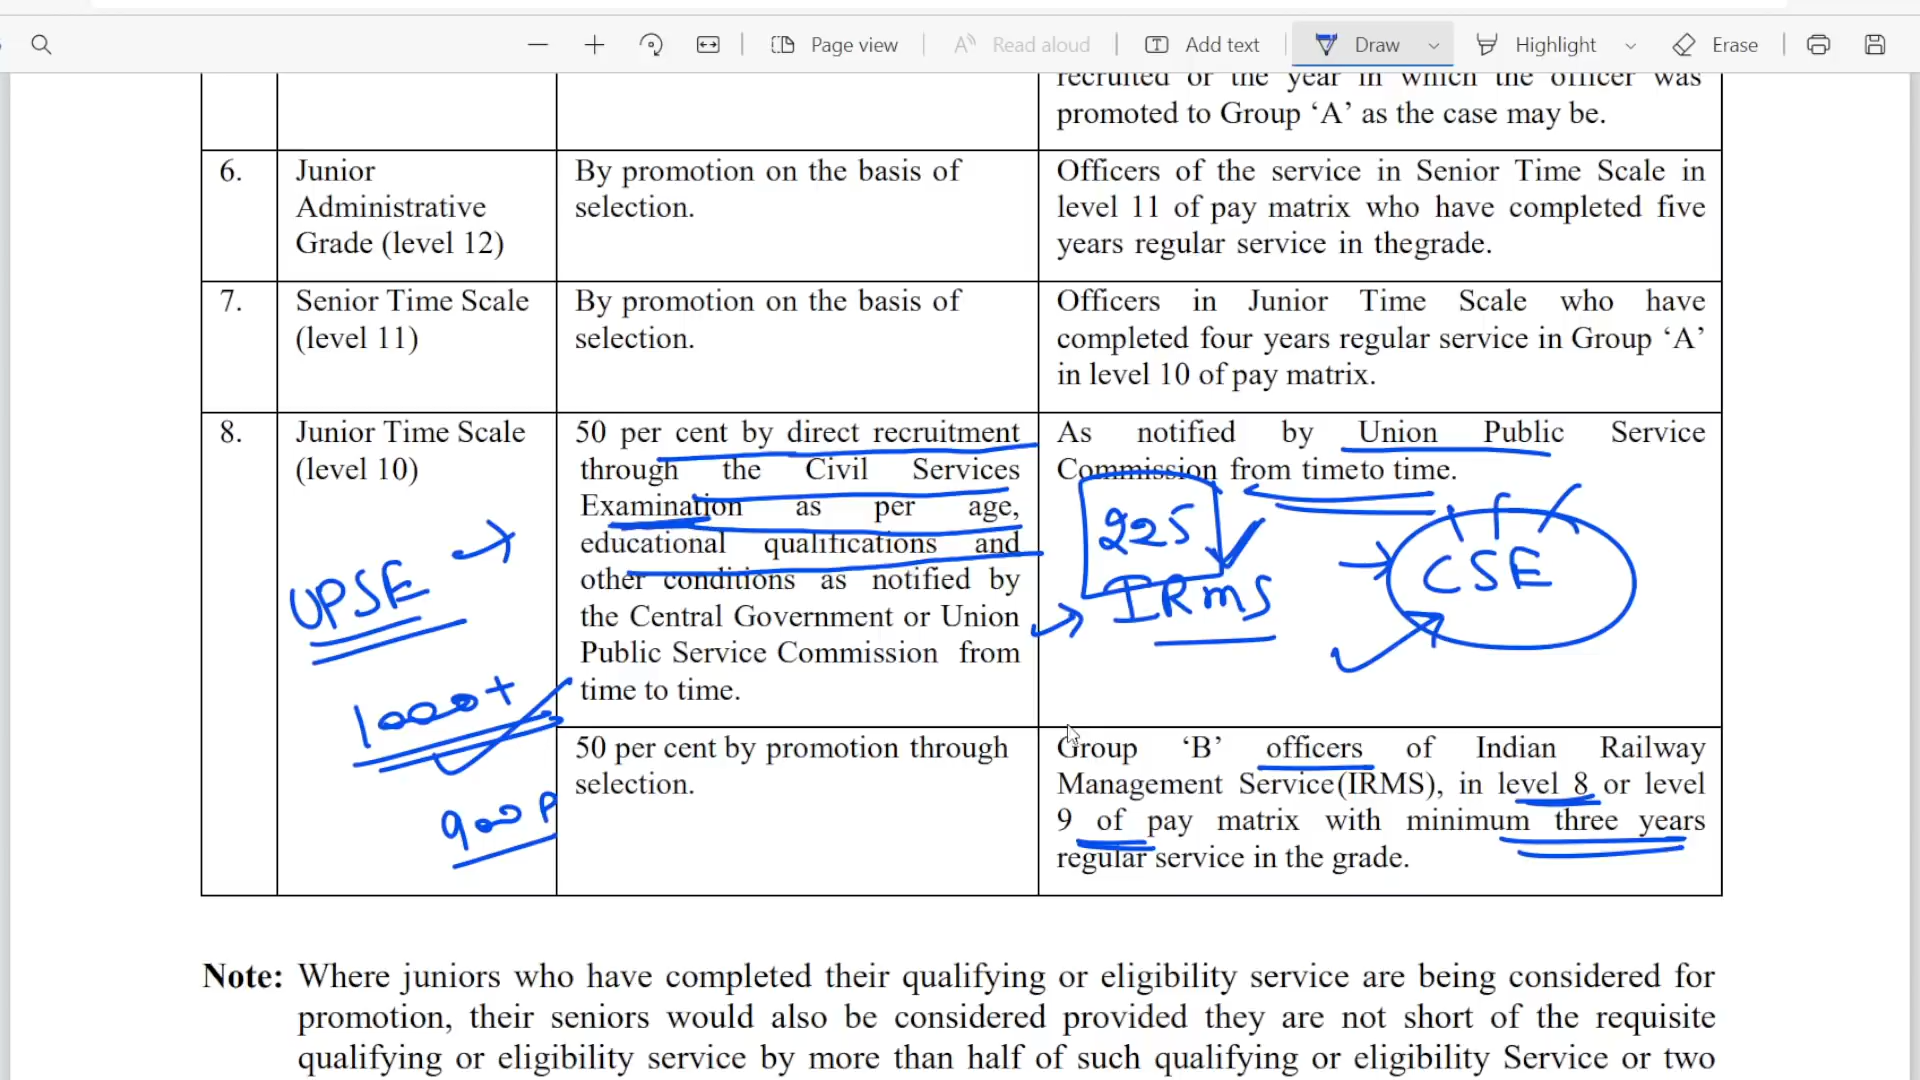 Page view
Read aloud
Add text
Draw
Highlight
Erase
recruited or the year in which the officer was
promoted to Group ‘A’ as the case may be.
6.
Junior
Administrative
Grade (level 12)
By promotion on the basis of
selection.
Officers of the service in Senior Time Scale in
level 11 of pay matrix who have completed five
years regular service in thegrade.
7.
Senior Time Scale
(level 11)
By promotion on the basis of
selection.
Officers in Junior Time Scale who have
completed four years regular service in Group ‘A’
in level 10 of pay matrix.
8.
Junior Time Scale
(level 10)
50 per cent by direct recruitment
through the Civil Services
Examination as per age,
educational qualifications and
other conditions as notified by
the Central Government or Union
Public Service Commission from
time to time.
As notified by Union Public Service
Commission from timeto time.
225
IRMS
CSE
UPSE
1000+
900 P
50 per cent by promotion through
selection.
Group ‘B’ officers of Indian Railway
Management Service(IRMS), in level 8 or level
9 of pay matrix with minimum three years
regular service in the grade.
Note: Where juniors who have completed their qualifying or eligibility service are being considered for
promotion, their seniors would also be considered provided they are not short of the requisite
qualifying or eligibility service by more than half of such qualifying or eligibility Service or two